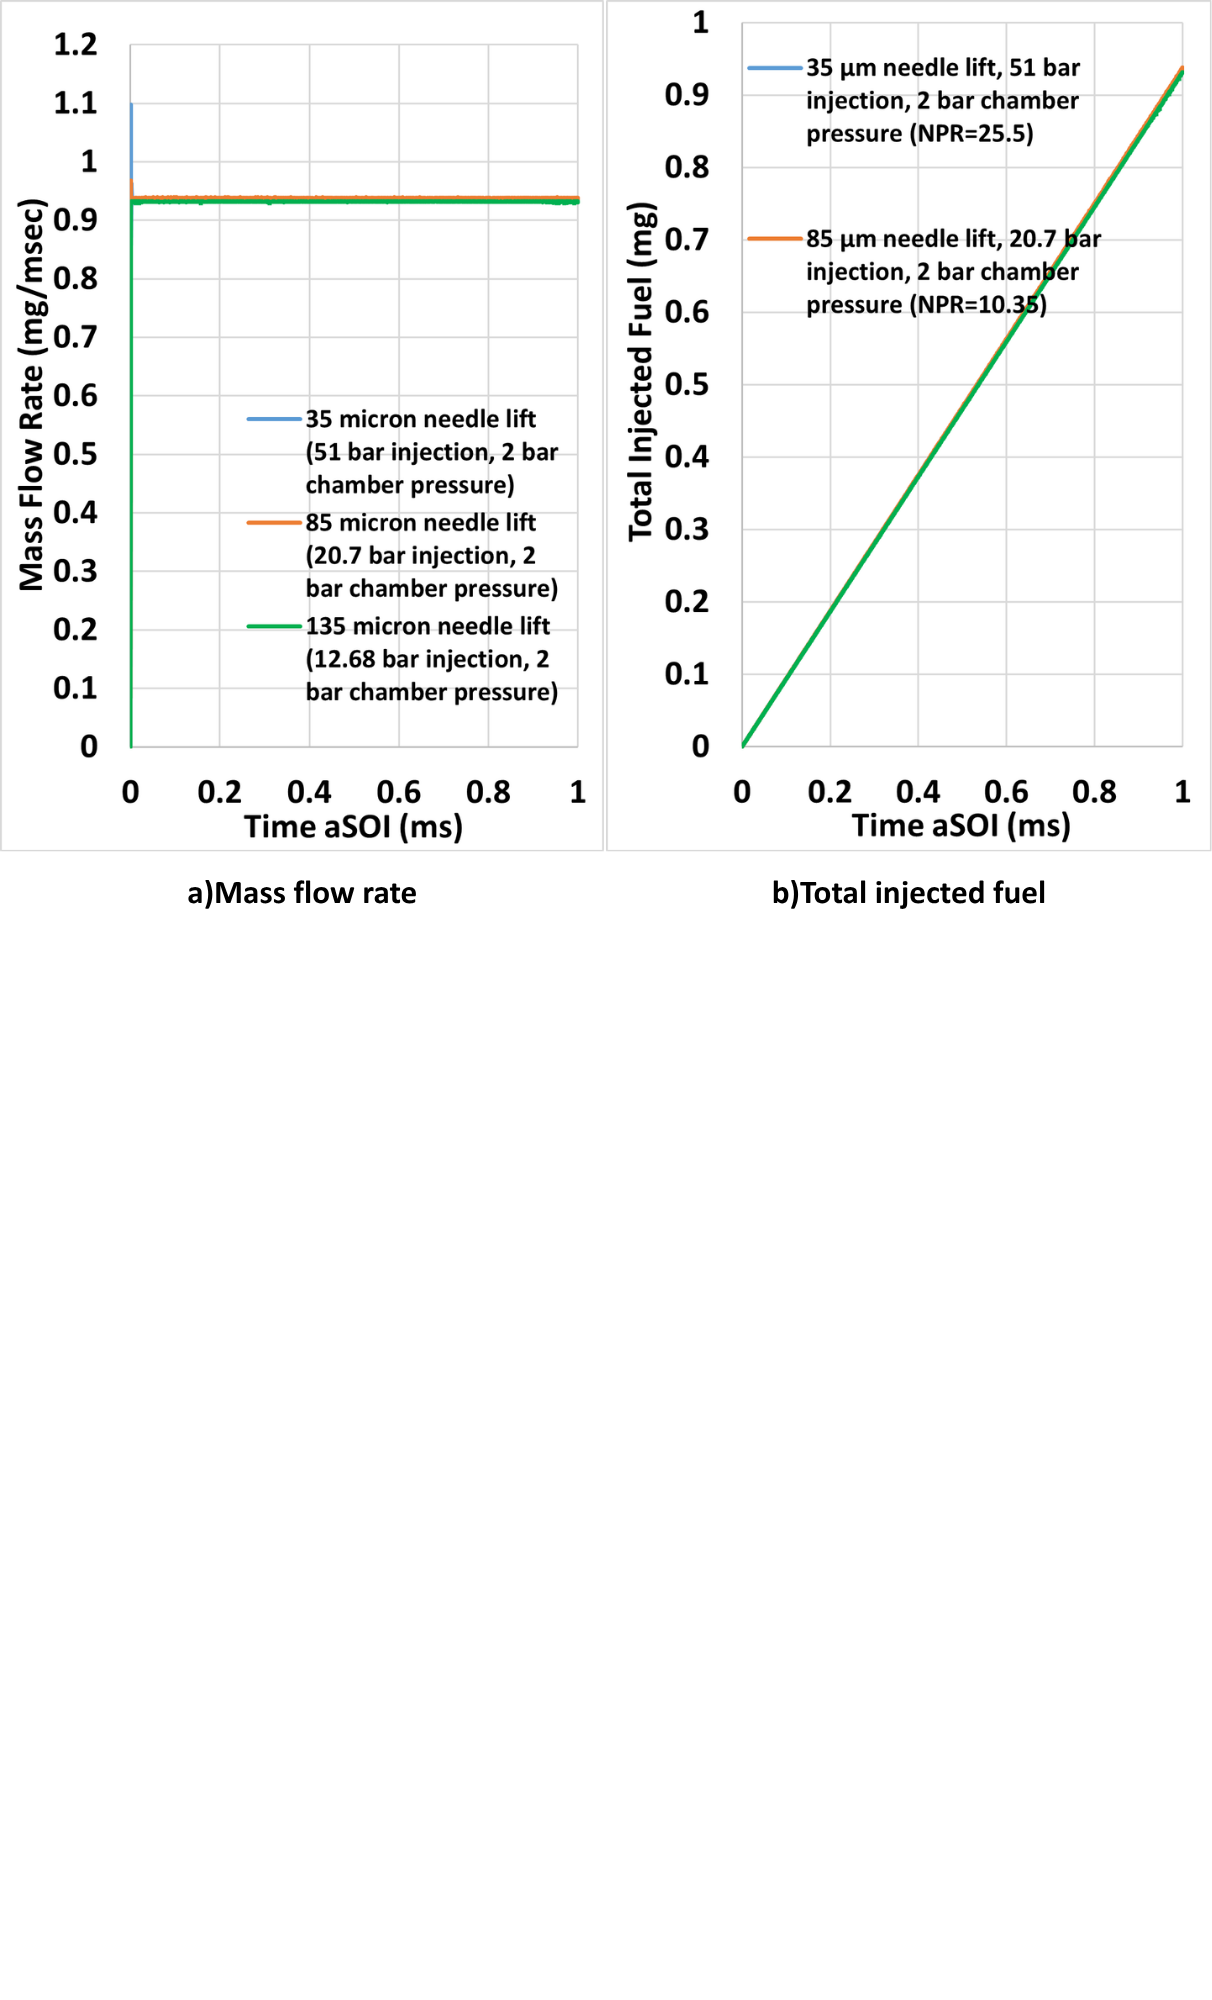 1.2
1.1
1
0.9
0.8
0.7
0.6
0.5
0.4
0.3
0.2
0.1
0
Mass Flow Rate (mg/msec)
35 micron needle lift
(51 bar injection, 2 bar
chamber pressure)
85 micron needle lift
(20.7 bar injection, 2
bar chamber pressure)
135 micron needle lift
(12.68 bar injection, 2
bar chamber pressure)
0 0.2 0.4 0.6 0.8 1
Time aSOI (ms)
a)Mass flow rate
1
0.9
0.8
0.7
0.6
0.5
0.4
0.3
0.2
0.1
0
Total Injected Fuel (mg)
35 µm needle lift, 51 bar
injection, 2 bar chamber
pressure (NPR=25.5)
85 µm needle lift, 20.7 bar
injection, 2 bar chamber
pressure (NPR=10.35)
0 0.2 0.4 0.6 0.8 1
Time aSOI (ms)
b)Total injected fuel